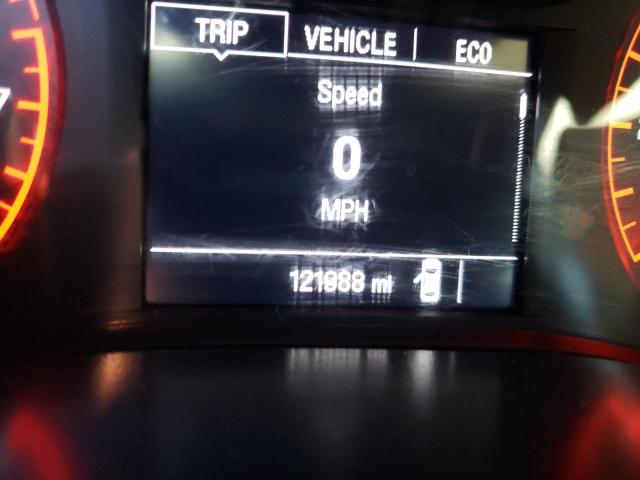 TRIP VEHICLE ECO
Speed
0
MPH
121988 mi